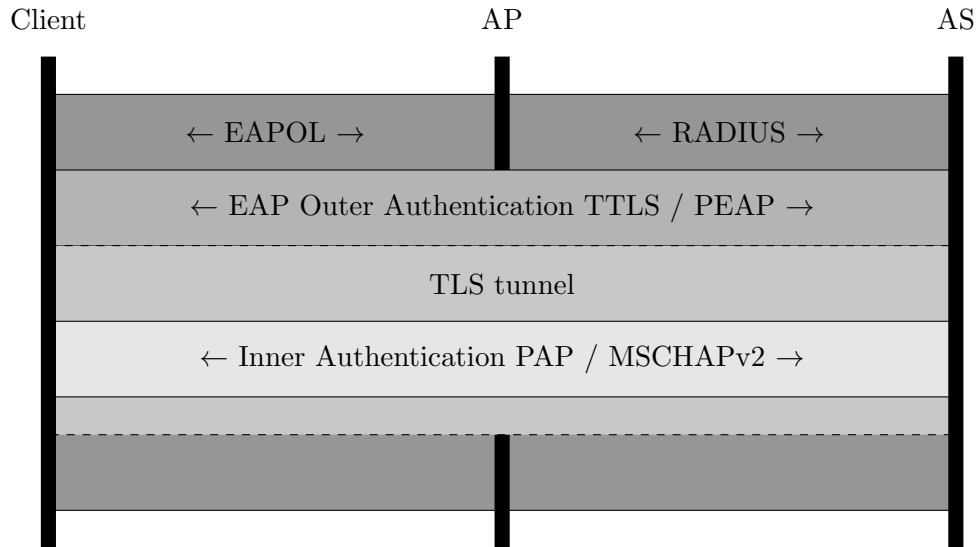 Client AP AS
← EAPOL → ← RADIUS →
← EAP Outer Authentication TTLS / PEAP →
TLS tunnel
← Inner Authentication PAP / MSCHAPv2 →